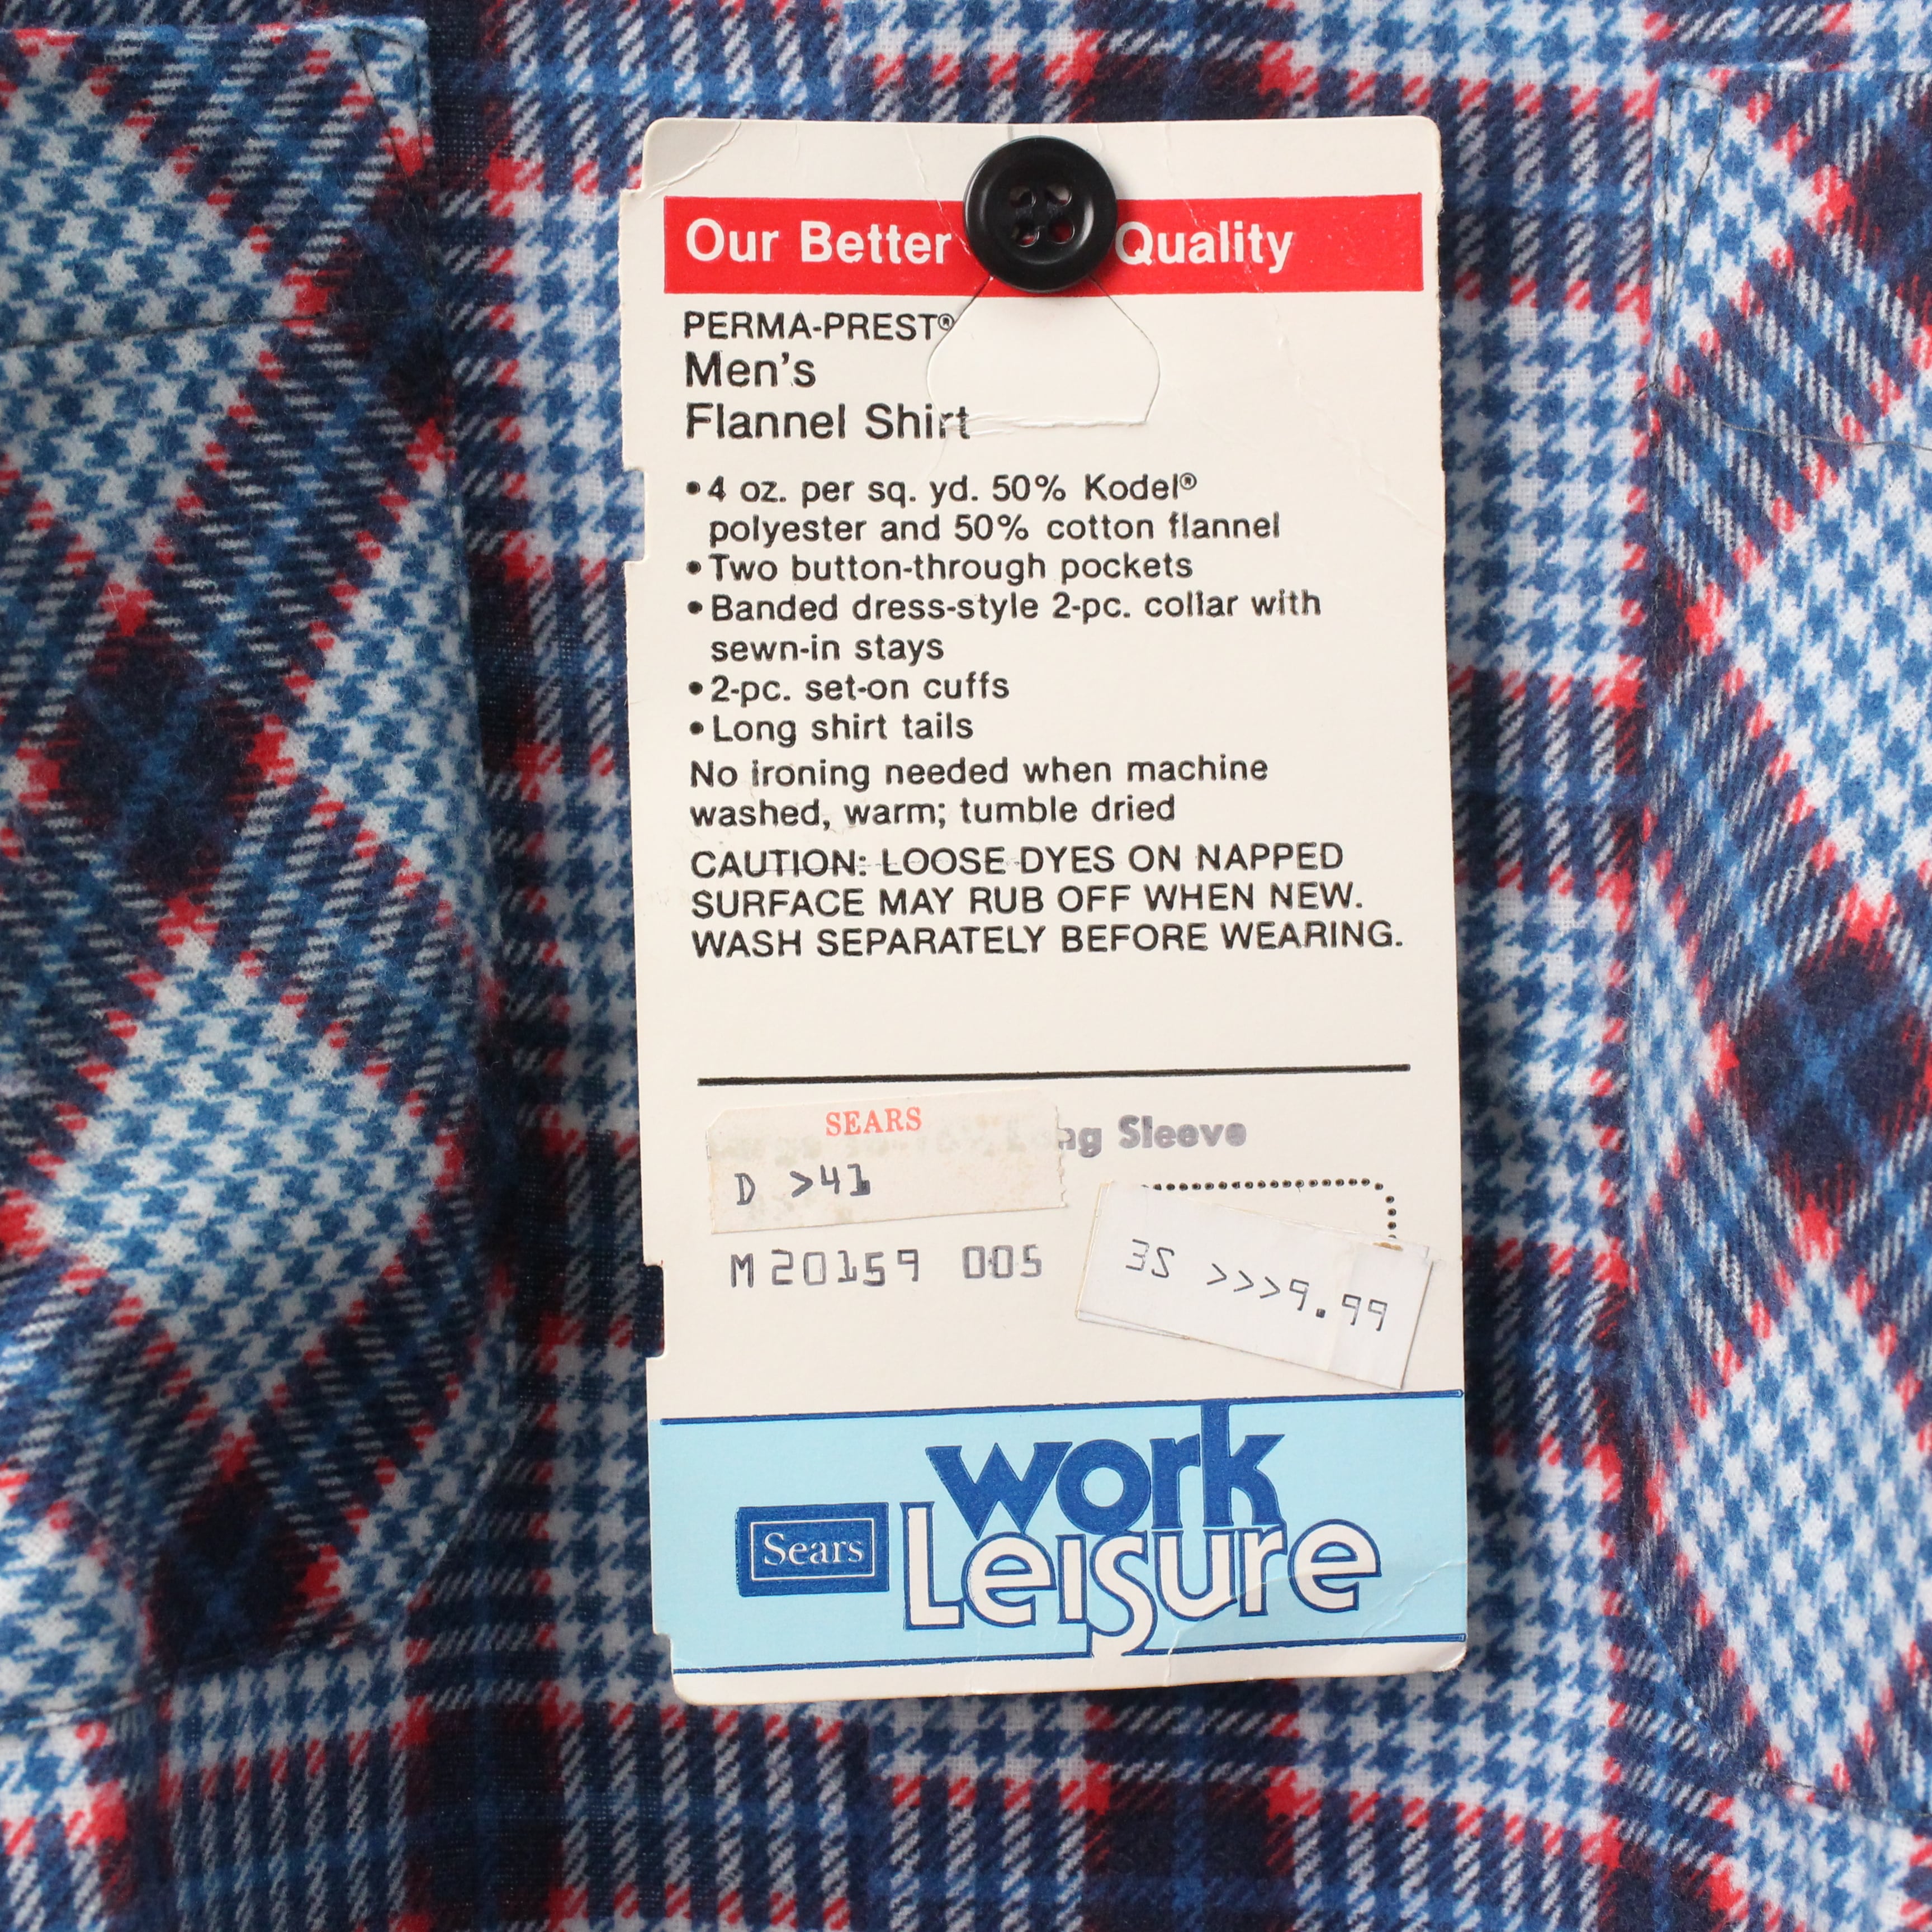 Our Better Quality
PERMA-PREST®
Men's
Flannel Shirt
•4 oz. per sq. yd. 50% Kodel®
polyester and 50% cotton flannel
•Two button-through pockets
•Banded dress-style 2-pc. collar with
sewn-in stays
•2-pc. set-on cuffs
•Long shirt tails
No ironing needed when machine
washed, warm; tumble dried
CAUTION: LOOSE DYES ON NAPPED
SURFACE MAY RUB OFF WHEN NEW.
WASH SEPARATELY BEFORE WEARING.
SEARS
Sleeve
D >41
M20159 005
3S >>>9.99
work
Sears
Leisure